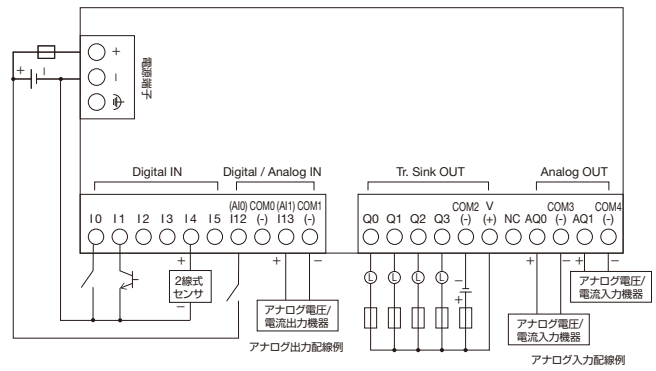 +
+ −
−
電源端子
Digital IN
Digital / Analog IN
Tr. Sink OUT
Analog OUT
(AI0) COM0 (AI1) COM1
I0 I1 I2 I3 I4 I5 I12 (-) I13 (-)
COM2 V COM3 COM4
Q0 Q1 Q2 Q3 (-) (+) NC AQ0 (-) AQ1 (-)
+
2線式
センサ
−
+ −
アナログ電圧/
電流出力機器
アナログ出力配線例
L L L L
−
+
+ − + −
アナログ電圧/
電流入力機器
アナログ電圧/
電流入力機器
アナログ入力配線例